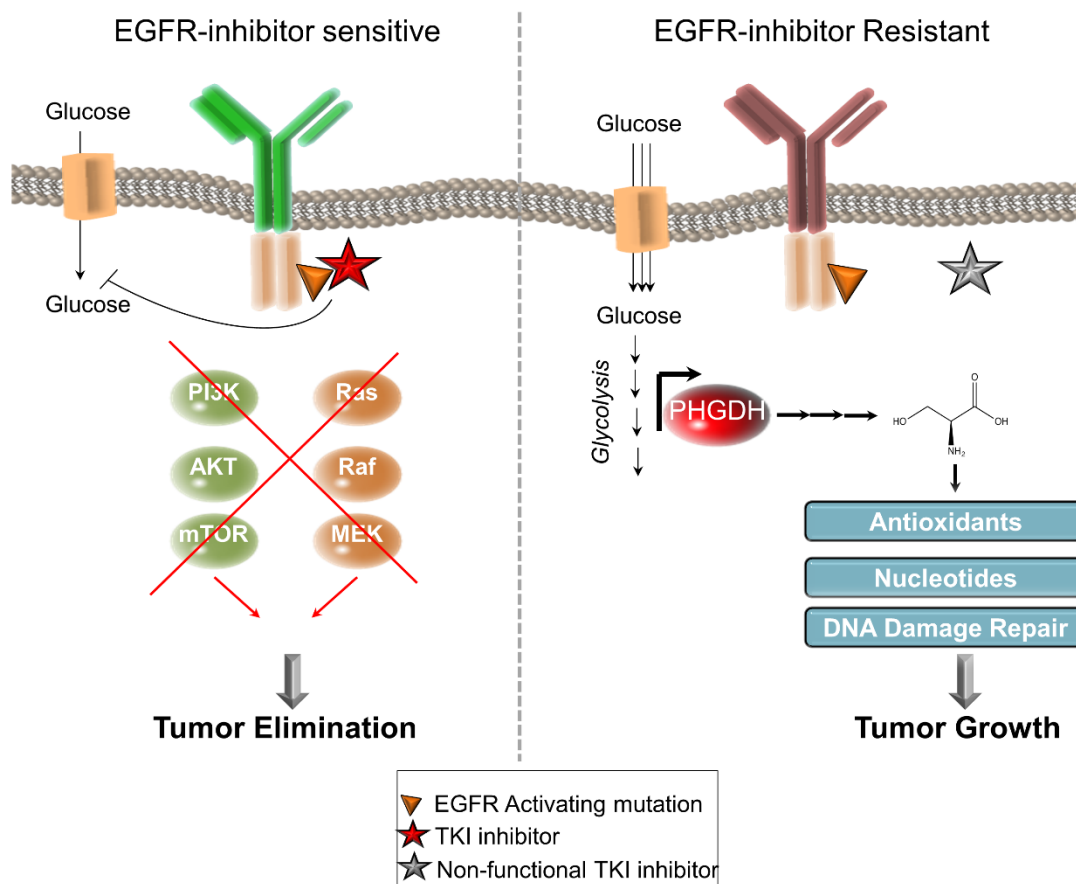 EGFR-inhibitor sensitive
Glucose
Glucose
PI3K
Ras
AKT
Raf
mTOR
MEK
Tumor Elimination
EGFR-inhibitor Resistant
Glucose
Glucose
Glycolysis
PHGDH
O
HO
OH
NH2
Antioxidants
Nucleotides
DNA Damage Repair
Tumor Growth
EGFR Activating mutation
TKI inhibitor
Non-functional TKI inhibitor